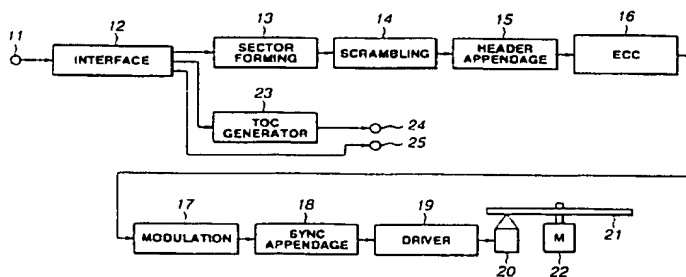 11
12
INTERFACE
13
SECTOR
FORMING
14
SCRAMBLING
15
HEADER
APPENDAGE
16
ECC
23
TOC
GENERATOR
24
25
17
MODULATION
18
SYNC
APPENDAGE
19
DRIVER
20
M
22
21